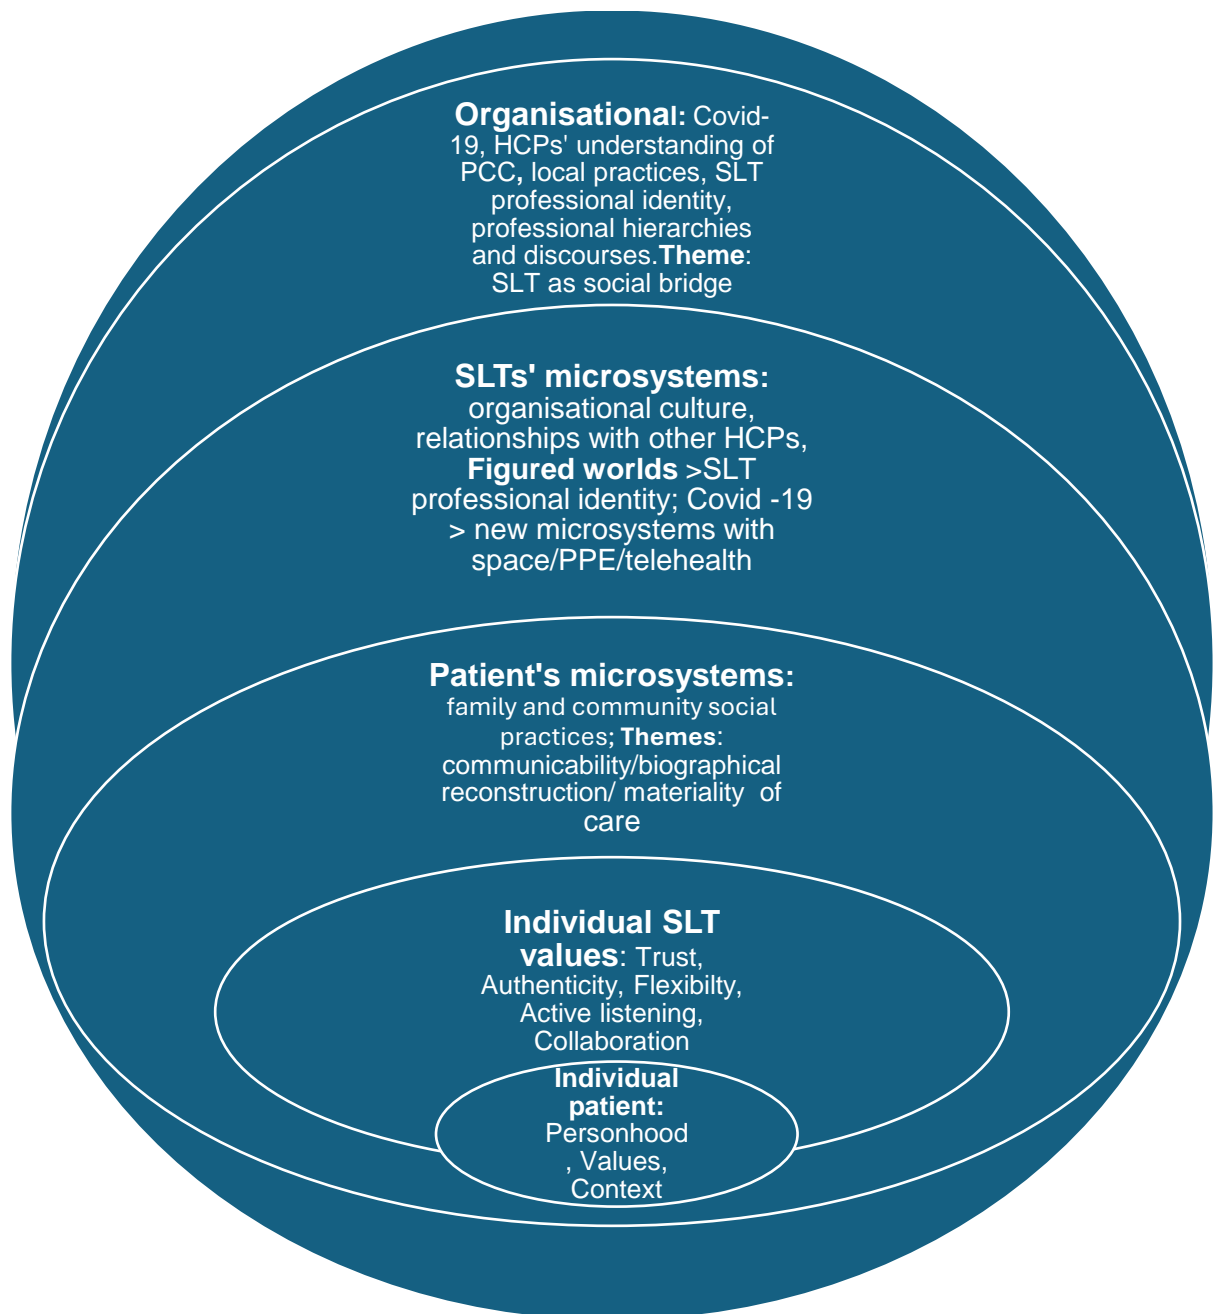 Organisational: Covid-
19, HCPs' understanding of
PCC, local practices, SLT
professional identity,
professional hierarchies
and discourses.Theme:
SLT as social bridge
SLTs' microsystems:
organisational culture,
relationships with other HCPs,
Figured worlds >SLT
professional identity; Covid -19
> new microsystems with
space/PPE/telehealth
Patient's microsystems:
family and community social
practices; Themes:
communicability/biographical
reconstruction/ materiality of
care
Individual SLT
values: Trust,
Authenticity, Flexibilty,
Active listening,
Collaboration
Individual
patient:
Personhood
, Values,
Context